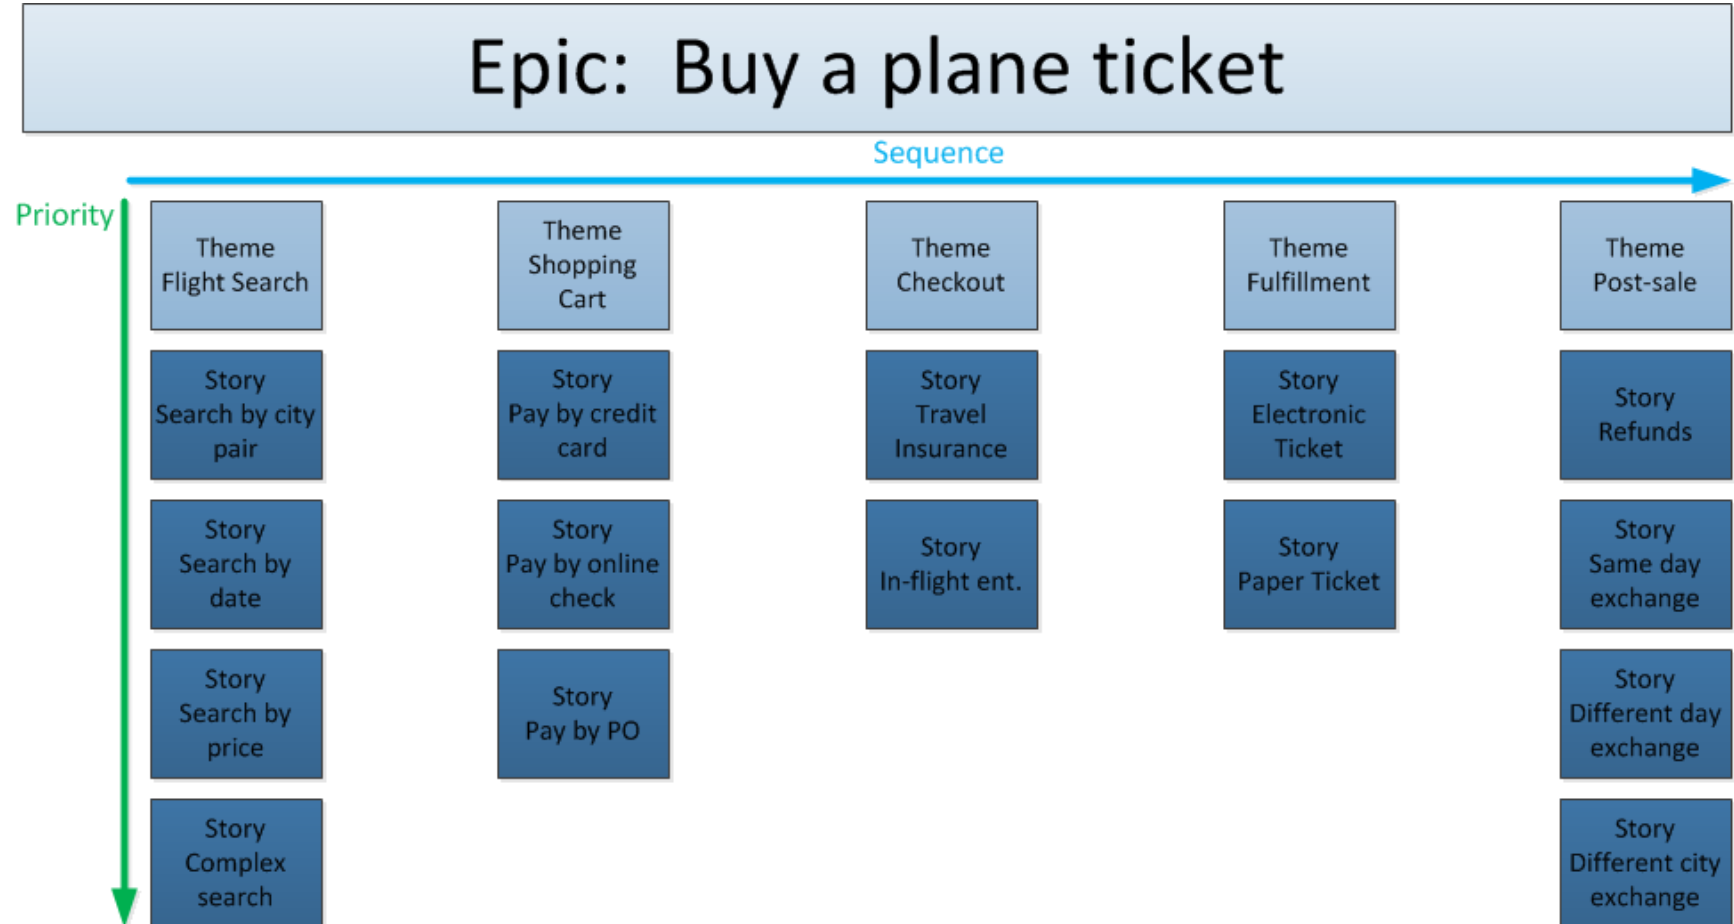 Epic:  Buy a plane ticket
Sequence
Priority
Theme
Flight Search
Theme
Shopping
Cart
Theme
Checkout
Theme
Fulfillment
Theme
Post-sale
Story
Search by city
pair
Story
Pay by credit
card
Story
Travel
Insurance
Story
Electronic
Ticket
Story
Refunds
Story
Search by
date
Story
Pay by online
check
Story
In-flight ent.
Story
Paper Ticket
Story
Same day
exchange
Story
Search by
price
Story
Pay by PO
Story
Different day
exchange
Story
Complex
search
Story
Different city
exchange